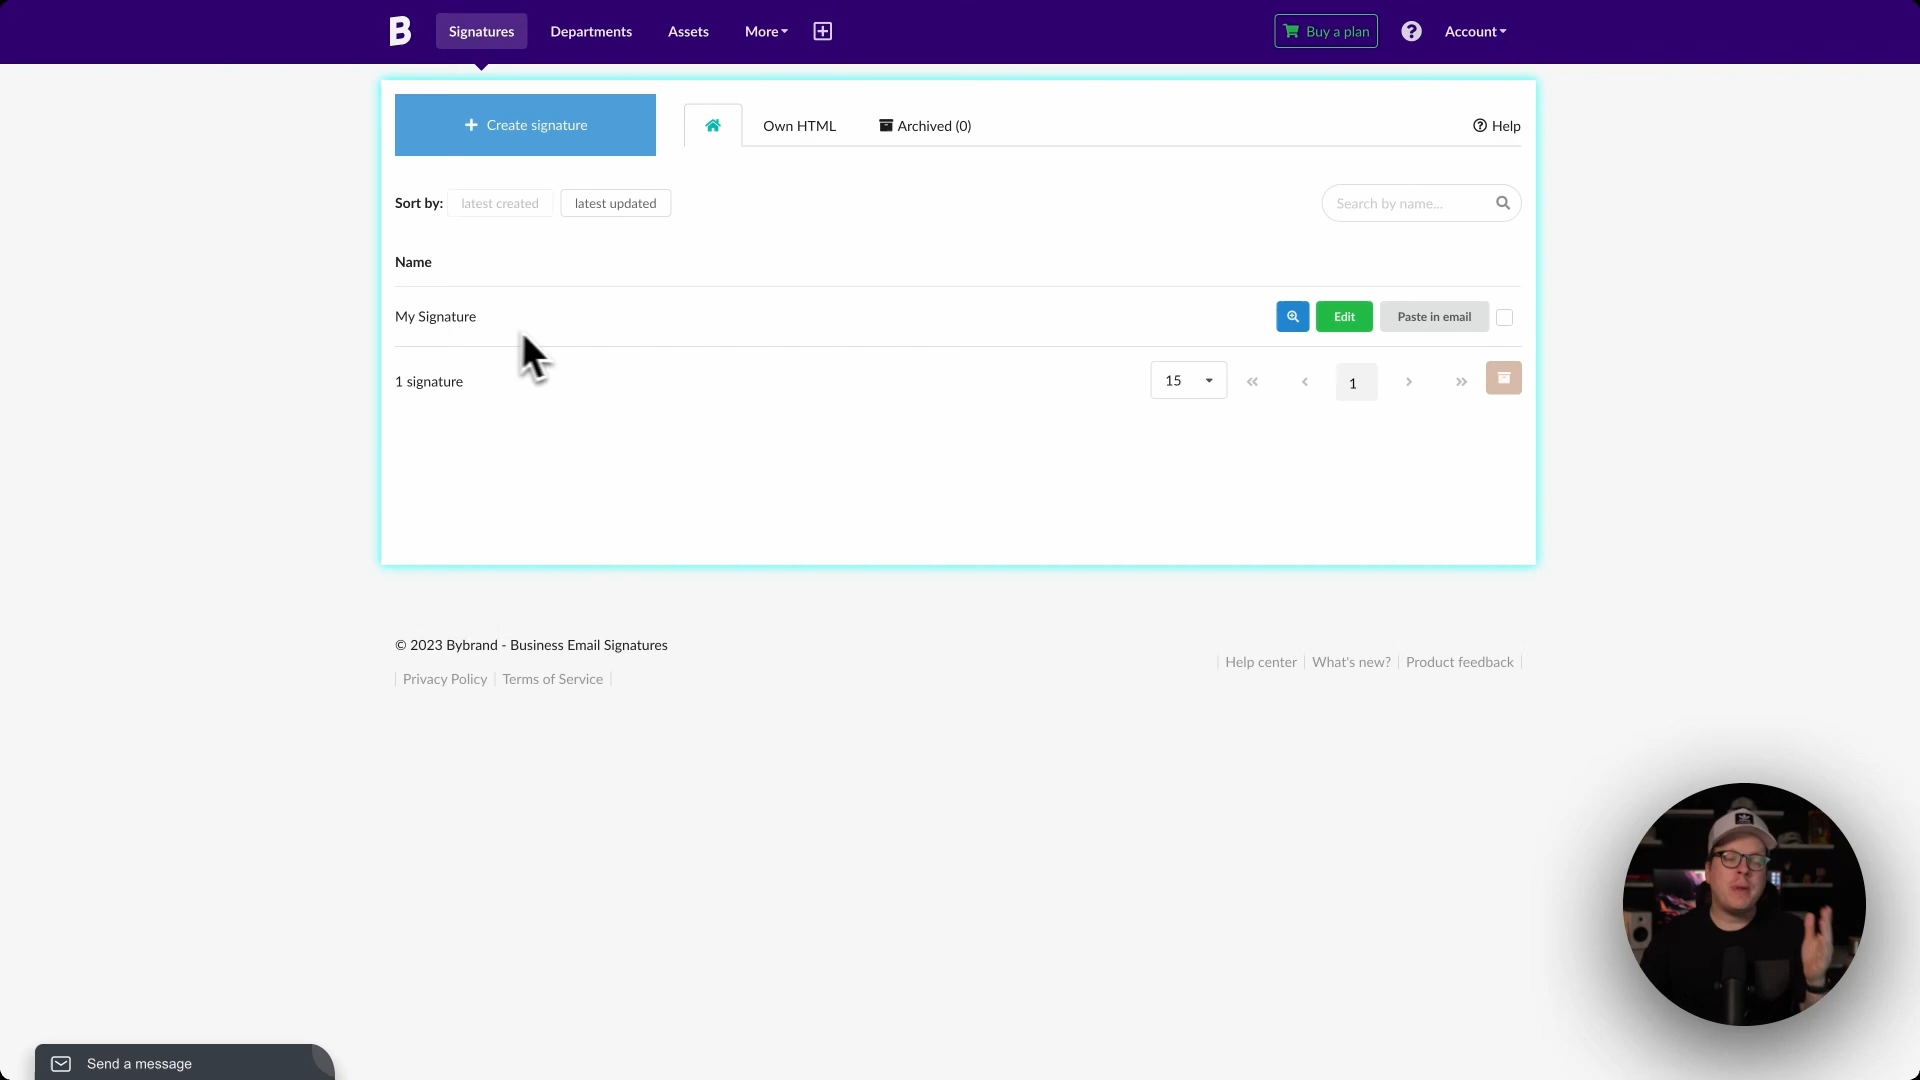 B Signatures Departments Assets More Buy a plan ? Account
+ Create signature Own HTML Archived (0) Help
Sort by: latest created latest updated Search by name...
Name
My Signature Edit Paste in email
1 signature 15 « ‹ 1 › »
© 2023 Bybrand - Business Email Signatures
Help center What's new? Product feedback
Privacy Policy Terms of Service
Send a message